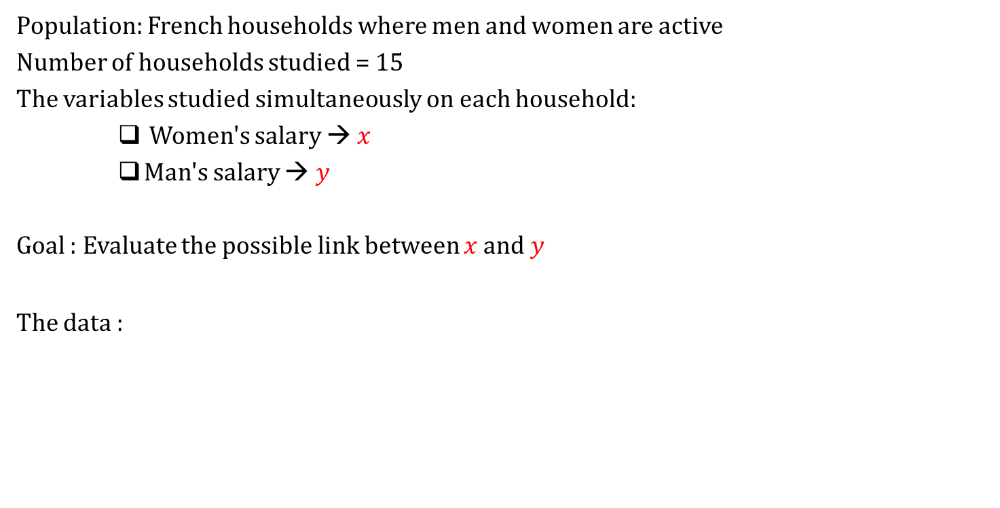 Population: French households where men and women are active
Number of households studied = 15
The variables studied simultaneously on each household:
❑ Women's salary → x
❑ Man's salary → y
Goal : Evaluate the possible link between x and y
The data :